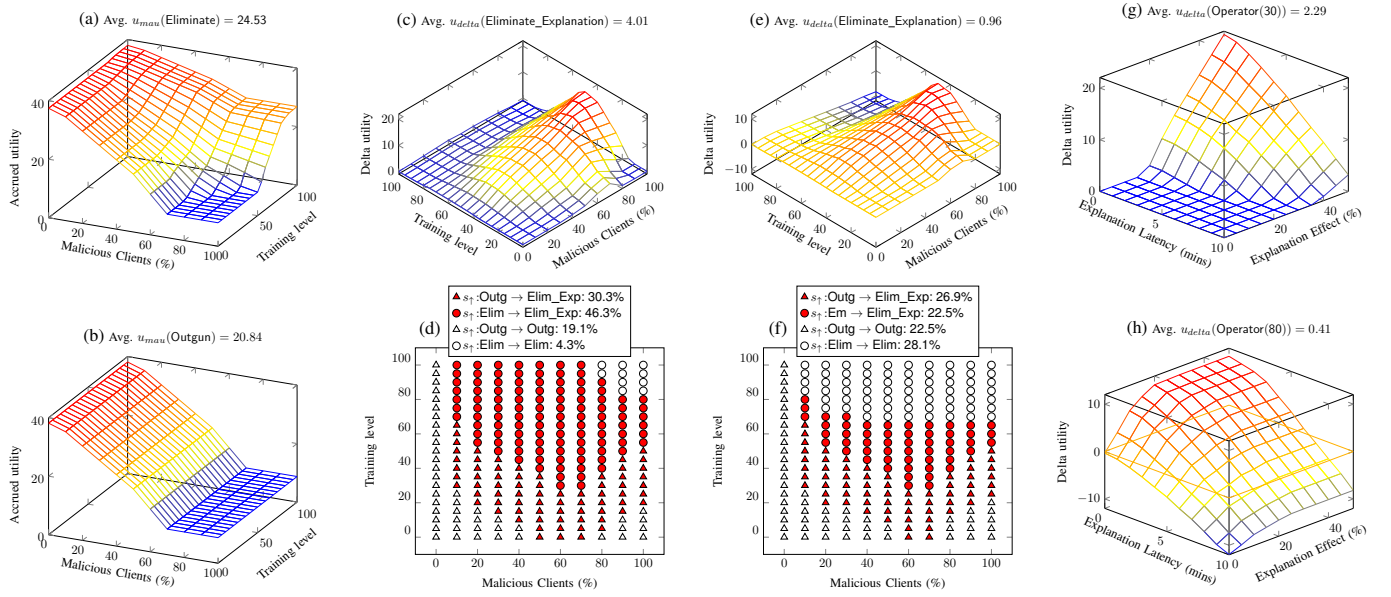 (a) Avg. u_mau(Eliminate) = 24.53
0
20
40
Accrued utility
0
20
40
60
80
100
Malicious Clients (%)
0
50
100
Training level
(b) Avg. u_mau(Outgun) = 20.84
0
20
40
Accrued utility
0
20
40
60
80
100
Malicious Clients (%)
0
50
100
Training level
(c) Avg. u_delta(Eliminate_Explanation) = 4.01
0
10
20
Delta utility
100
80
60
40
20
0
Training level
0
20
40
60
80
100
Malicious Clients (%)
s↑:Outg → Elim_Exp: 30.3%
s↑:Elim → Elim_Exp: 46.3%
s↑:Outg → Outg: 19.1%
s↑:Elim → Elim: 4.3%
(d)
100
80
60
40
20
0
Training level
0
20
40
60
80
100
Malicious Clients (%)
(e) Avg. u_delta(Eliminate_Explanation) = 0.96
−10
0
10
Delta utility
100
80
60
40
20
0
Training level
0
20
40
60
80
100
Malicious Clients (%)
s↑:Outg → Elim_Exp: 26.9%
s↑:Em → Elim_Exp: 22.5%
s↑:Outg → Outg: 22.5%
s↑:Elim → Elim: 28.1%
(f)
100
80
60
40
20
0
Training level
0
20
40
60
80
100
Malicious Clients (%)
(g) Avg. u_delta(Operator(30)) = 2.29
0
10
20
Delta utility
0
5
10
Explanation Latency (mins)
0
20
40
Explanation Effect (%)
(h) Avg. u_delta(Operator(80)) = 0.41
−10
0
10
Delta utility
0
5
10
Explanation Latency (mins)
0
20
40
Explanation Effect (%)